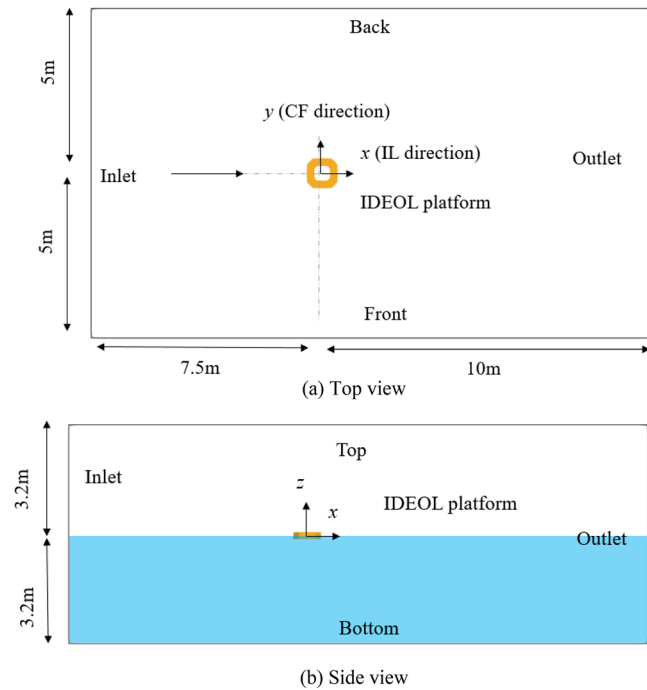 Back
5m
y (CF direction)
x (IL direction)
Outlet
Inlet
IDEOL platform
5m
Front
7.5m
10m
(a) Top view
Top
3.2m
Inlet
z
IDEOL platform
x
Outlet
3.2m
Bottom
(b) Side view